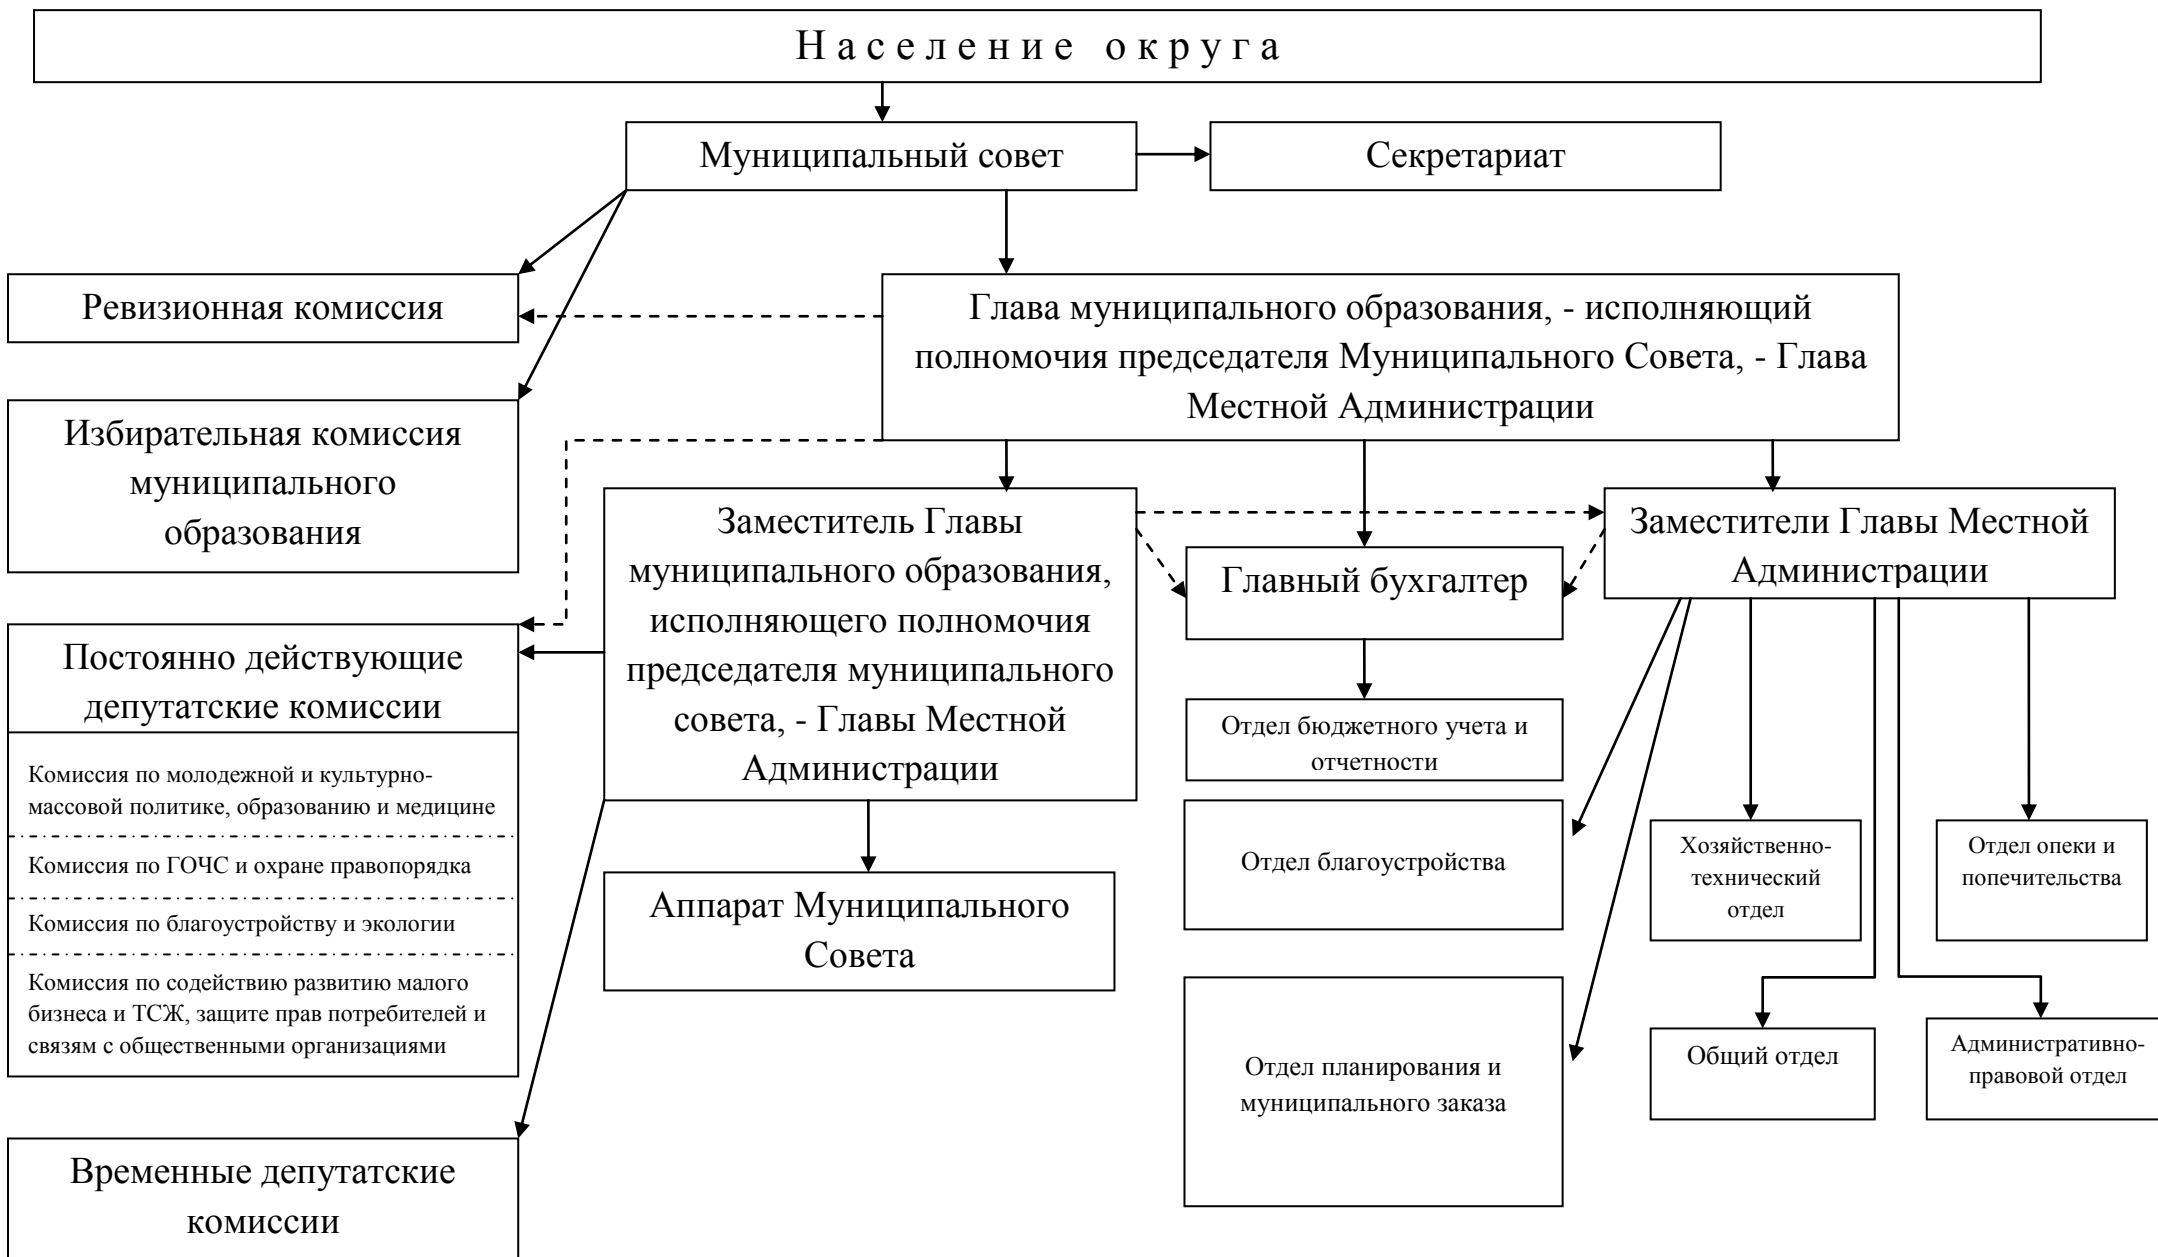 Население округа
Муниципальный совет
Секретариат
Ревизионная комиссия
Глава муниципального образования, - исполняющий
полномочия председателя Муниципального Совета, - Глава
Местной Администрации
Избирательная комиссия
муниципального
образования
Заместитель Главы
муниципального образования,
исполняющего полномочия
председателя муниципального
совета, - Главы Местной
Администрации
Главный бухгалтер
Заместители Главы Местной
Администрации
Постоянно действующие
депутатские комиссии
Комиссия по молодежной и культурно-
массовой политике, образованию и медицине
Комиссия по ГОЧС и охране правопорядка
Комиссия по благоустройству и экологии
Комиссия по содействию развитию малого
бизнеса и ТСЖ, защите прав потребителей и
связям с общественными организациями
Отдел бюджетного учета и
отчетности
Отдел благоустройства
Хозяйственно-
технический
отдел
Отдел опеки и
попечительства
Аппарат Муниципального
Совета
Отдел планирования и
муниципального заказа
Общий отдел
Административно-
правовой отдел
Временные депутатские
комиссии